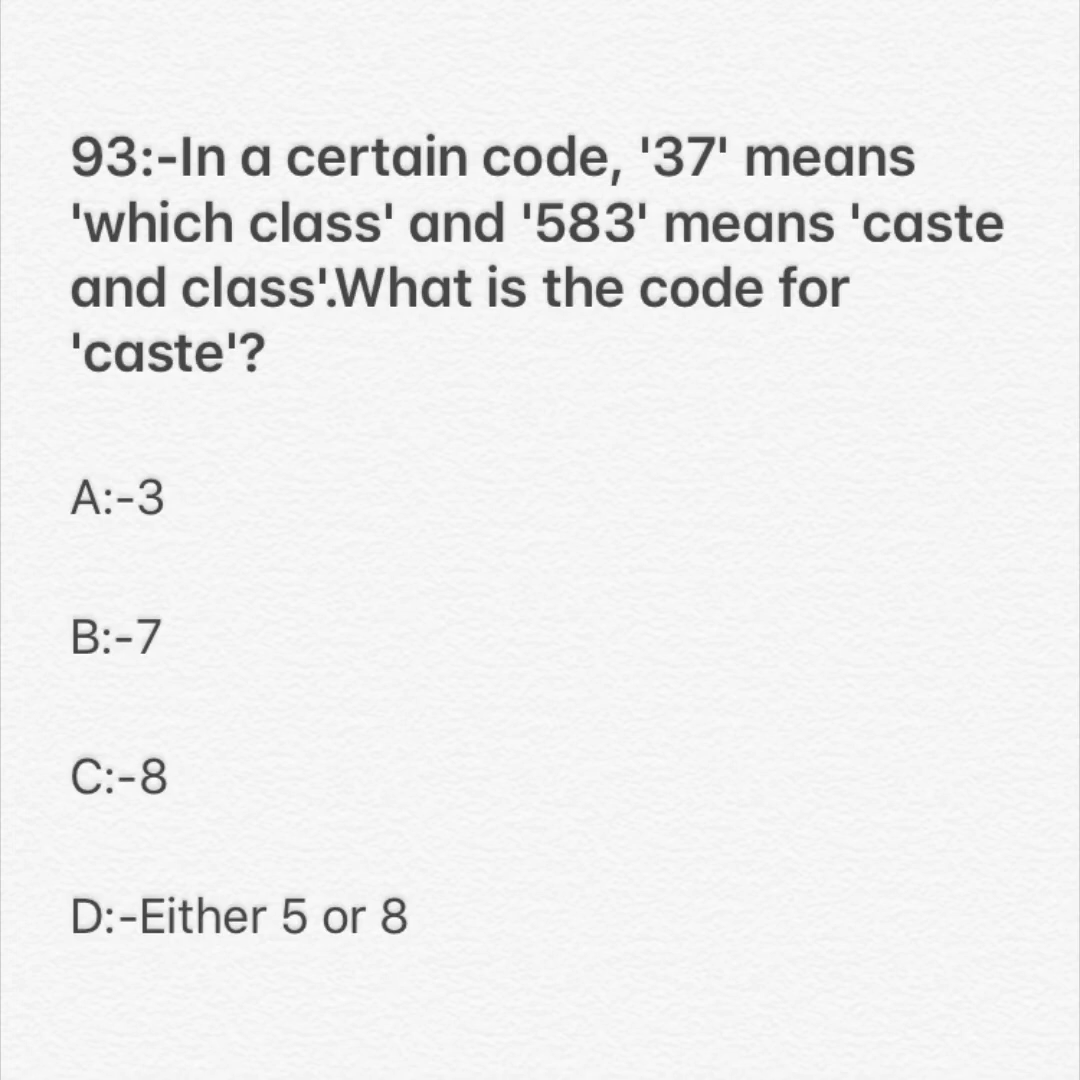 93:-In a certain code, '37' means
'which class' and '583' means 'caste
and class'.What is the code for
'caste'?
A:-3
B:-7
C:-8
D:-Either 5 or 8